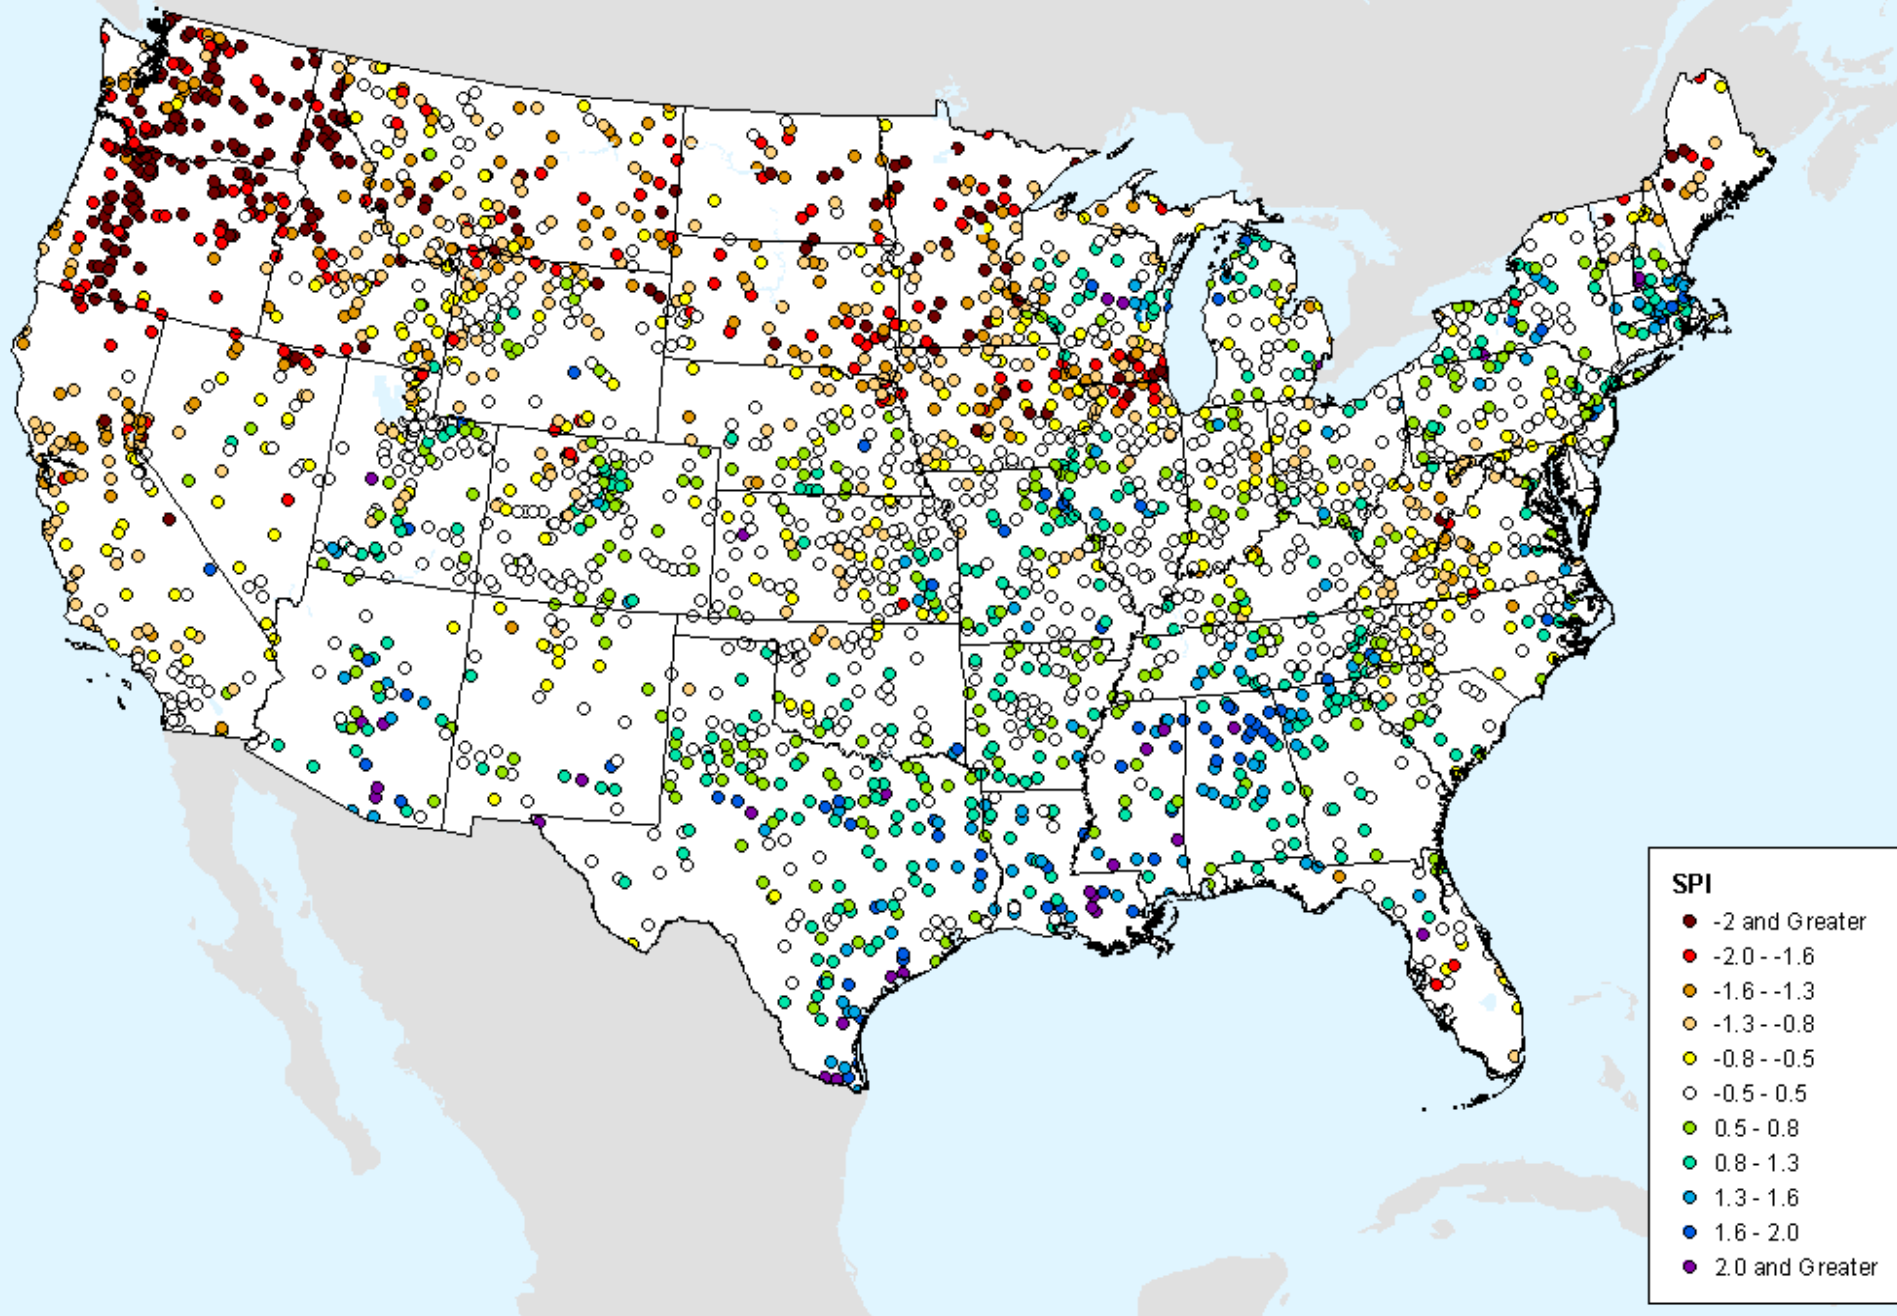 SPI
-2 and Greater
-2.0 - -1.6
-1.6 - -1.3
-1.3 - -0.8
-0.8 - -0.5
-0.5 - 0.5
0.5 - 0.8
0.8 - 1.3
1.3 - 1.6
1.6 - 2.0
2.0 and Greater